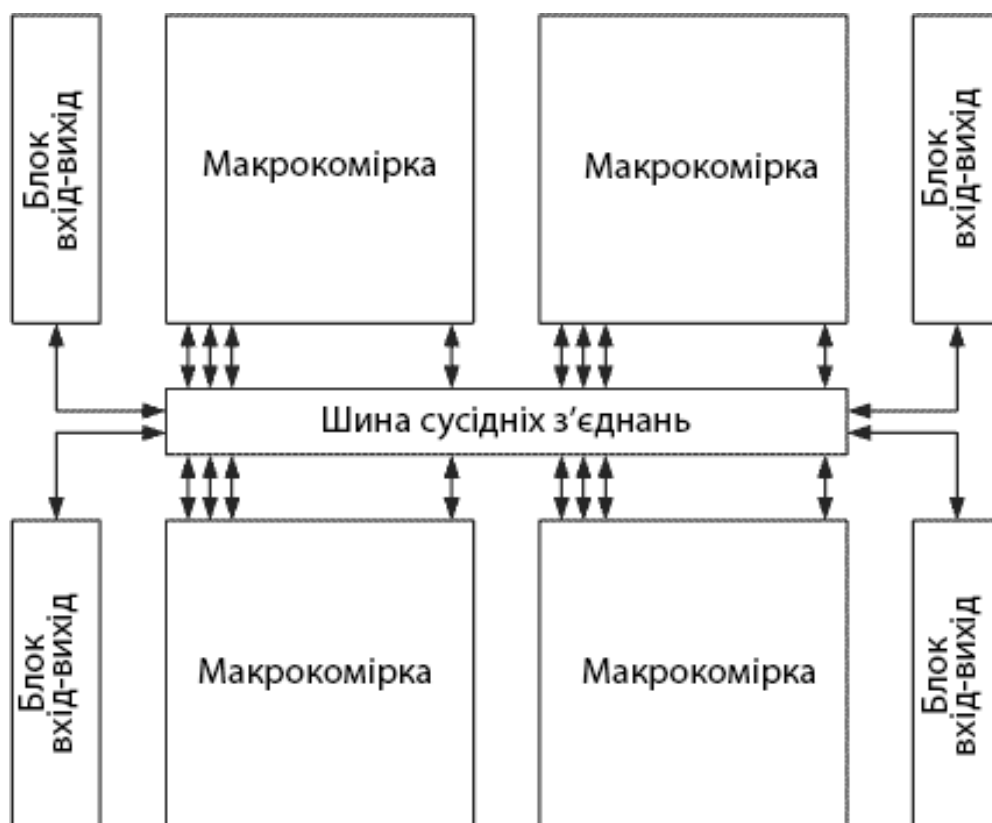 Блок
вхід-вихід
Макрокомірка
Макрокомірка
Блок
вхід-вихід
Шина сусідніх з’єднань
Блок
вхід-вихід
Макрокомірка
Макрокомірка
Блок
вхід-вихід